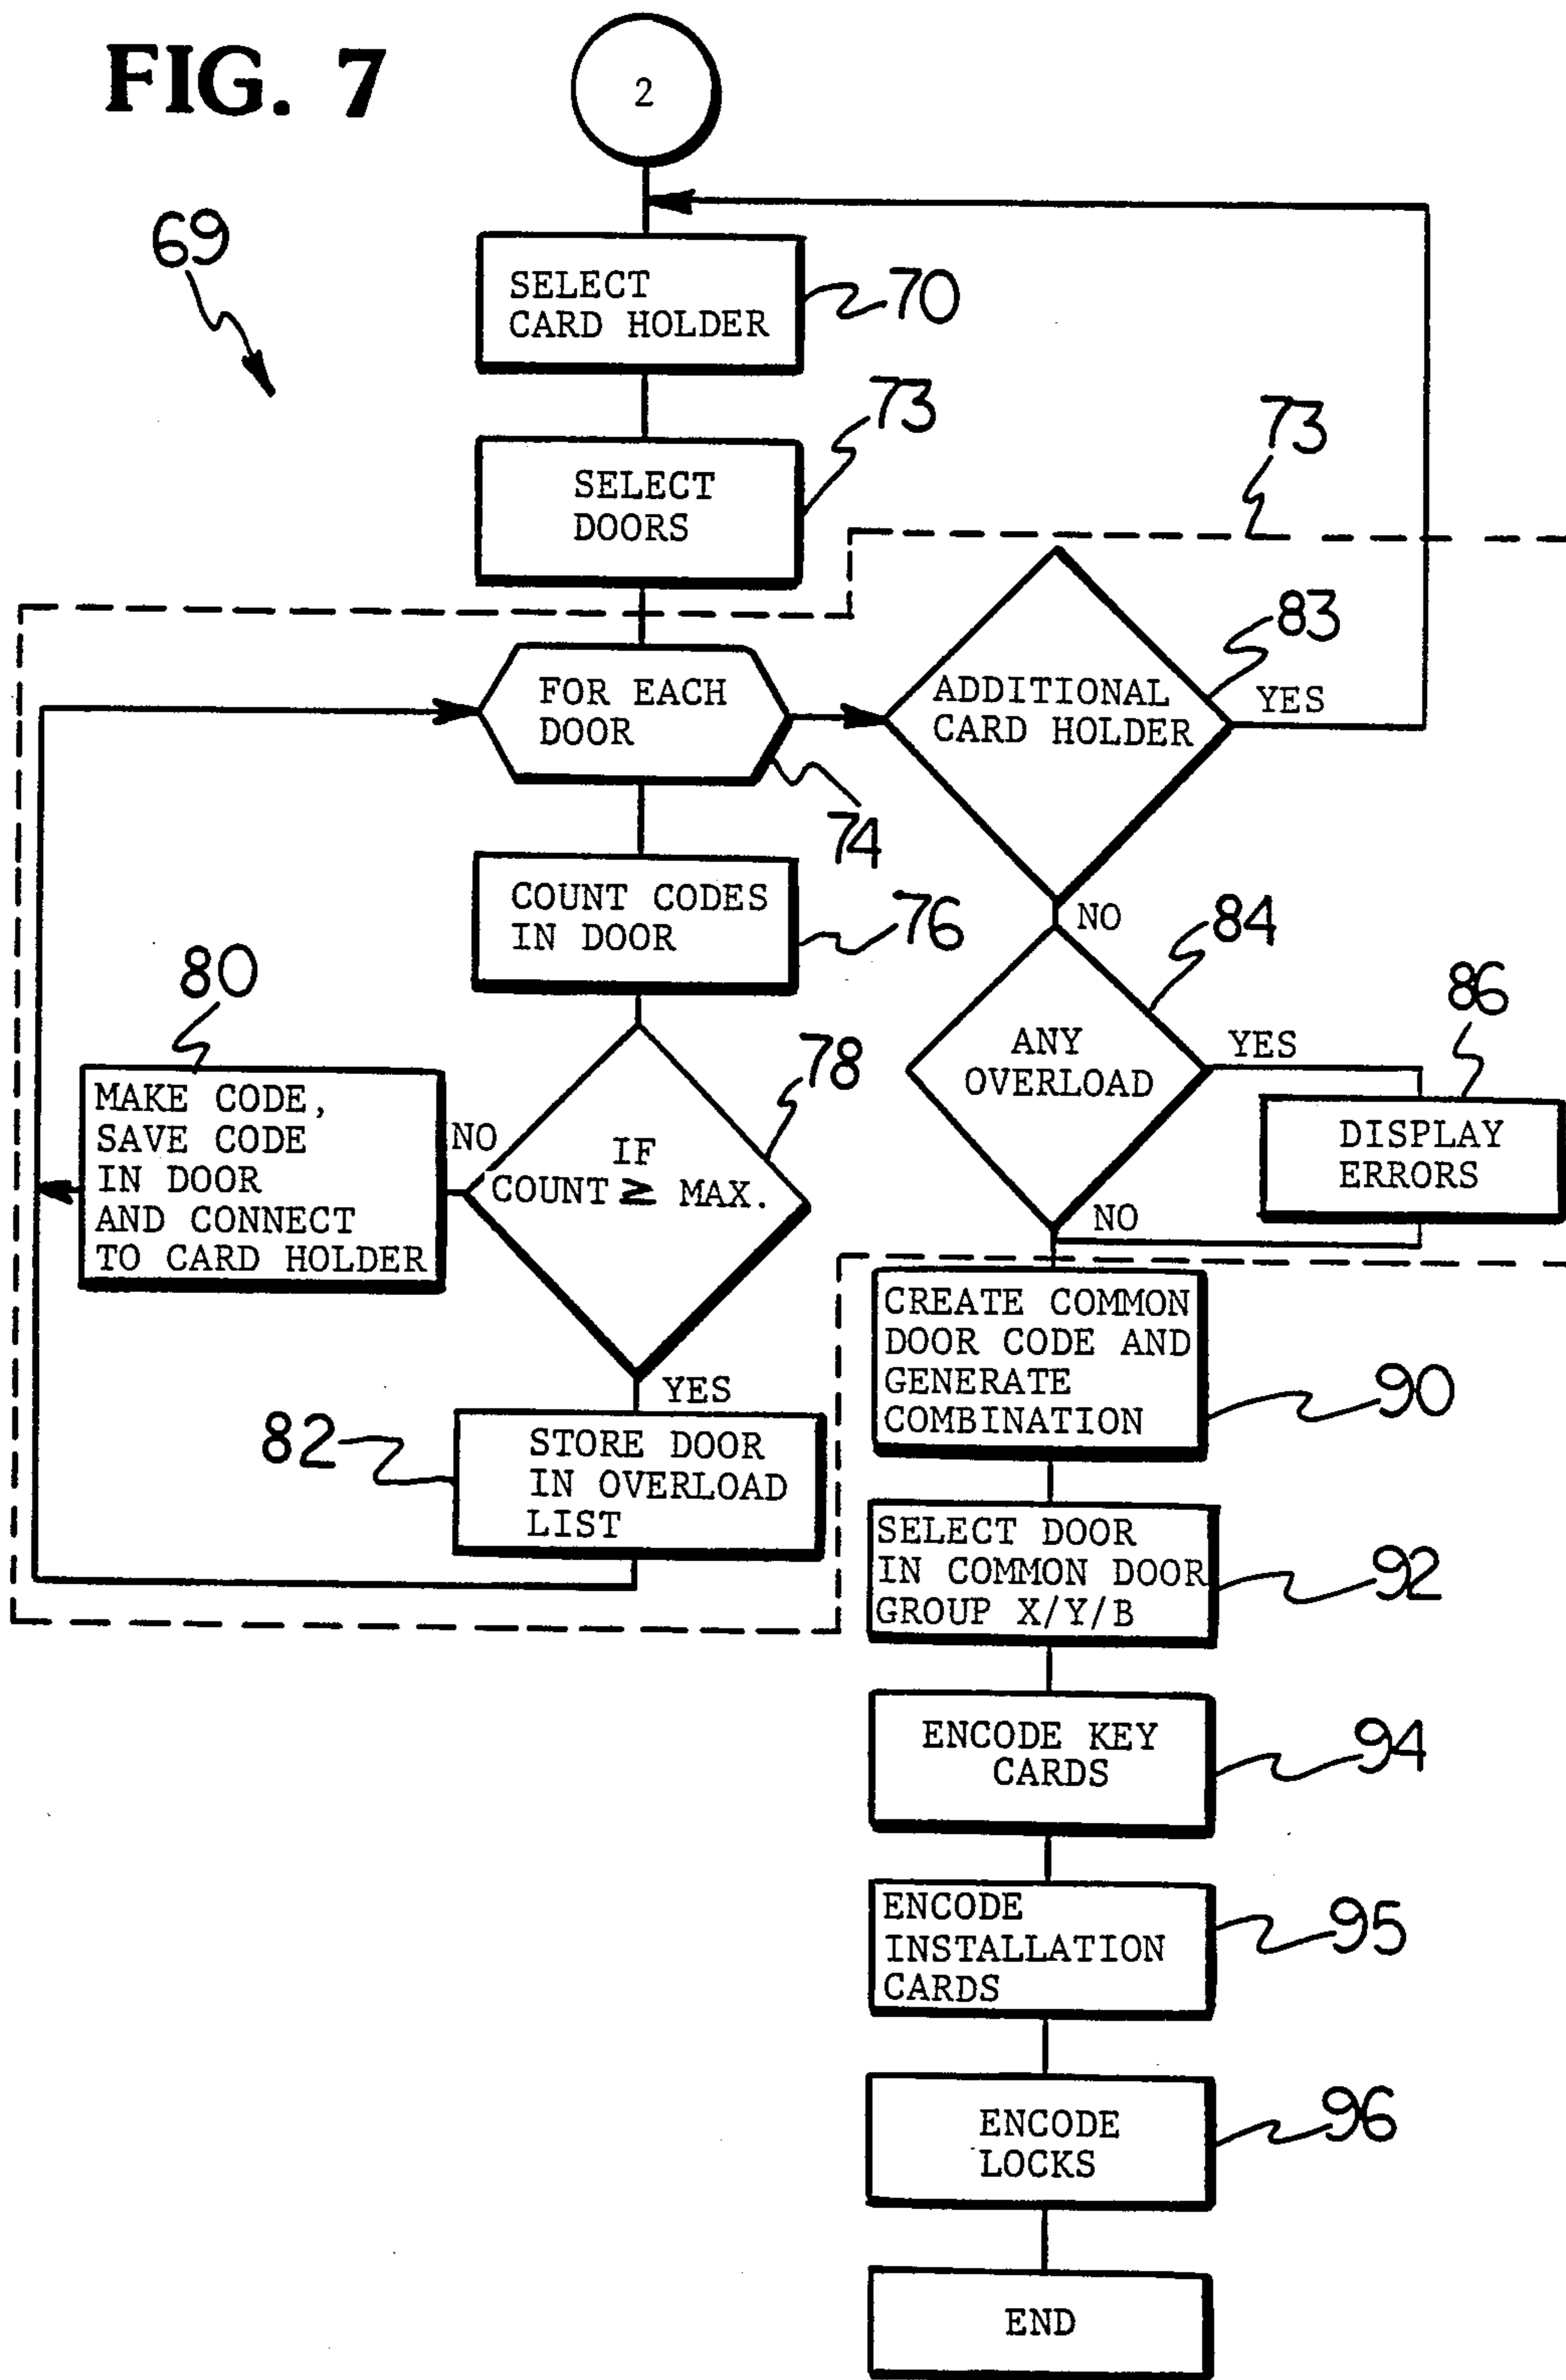 FIG. 7
2
69
SELECT
CARD HOLDER
70
SELECT
DOORS
73
73
FOR EACH
DOOR
74
ADDITIONAL
CARD HOLDER
83
YES
NO
COUNT CODES
IN DOOR
76
80
MAKE CODE,
SAVE CODE
IN DOOR
AND CONNECT
TO CARD HOLDER
NO
IF
COUNT ≥ MAX.
78
YES
82
STORE DOOR
IN OVERLOAD
LIST
84
ANY
OVERLOAD
YES
86
DISPLAY
ERRORS
NO
CREATE COMMON
DOOR CODE AND
GENERATE
COMBINATION
90
SELECT DOOR
IN COMMON DOOR
GROUP X/Y/B
92
ENCODE KEY
CARDS
94
ENCODE
INSTALLATION
CARDS
95
ENCODE
LOCKS
96
END